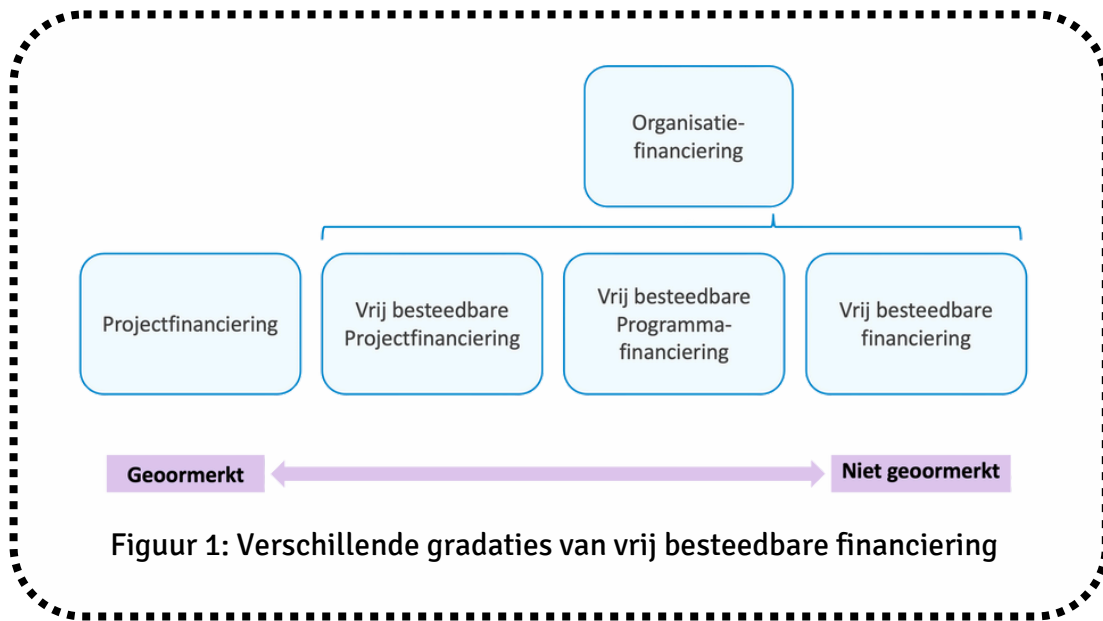 Organisatie-
financiering
Projectfinanciering
Vrij besteedbare
Projectfinanciering
Vrij besteedbare
Programma-
financiering
Vrij besteedbare
financiering
Geoormerkt
Niet geoormerkt
Figuur 1: Verschillende gradaties van vrij besteedbare financiering